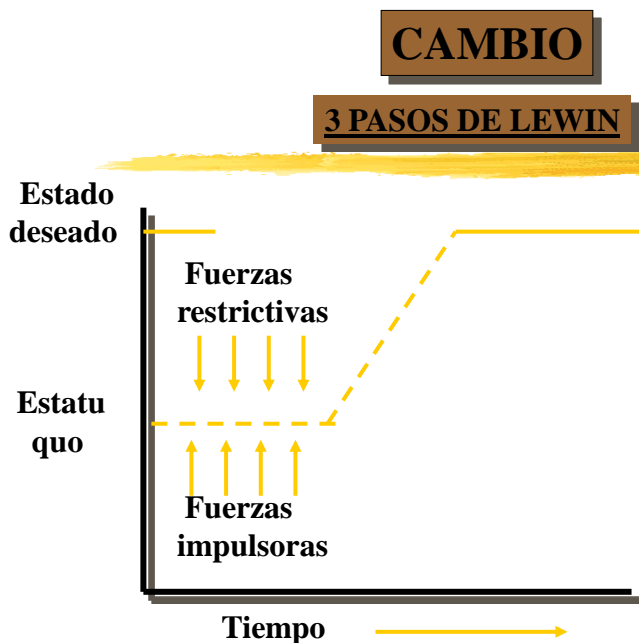 CAMBIO
3 PASOS DE LEWIN
Estado
deseado
Fuerzas
restrictivas
Estatu
quo
Fuerzas
impulsoras
Tiempo